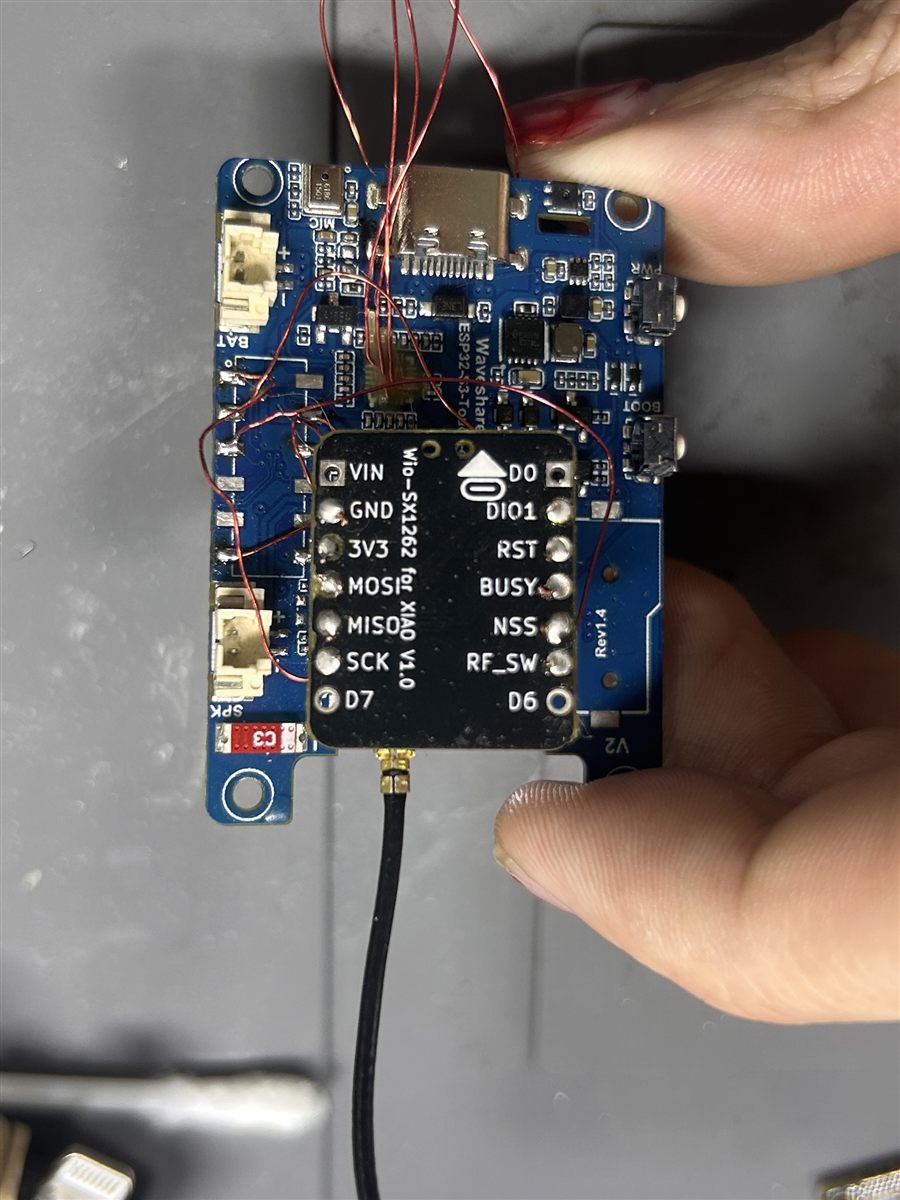 MIC
PWR
BAT
Waveshare
ESP32-S3-To
BOOT
Wio-SX1262 for XIAO V1.0
VIN
GND
3V3
MOSI
MISO
SCK
D7
D0
DIO1
RST
BUSY
NSS
RF_SW
D6
Rev1.4
SPK
C3
V2